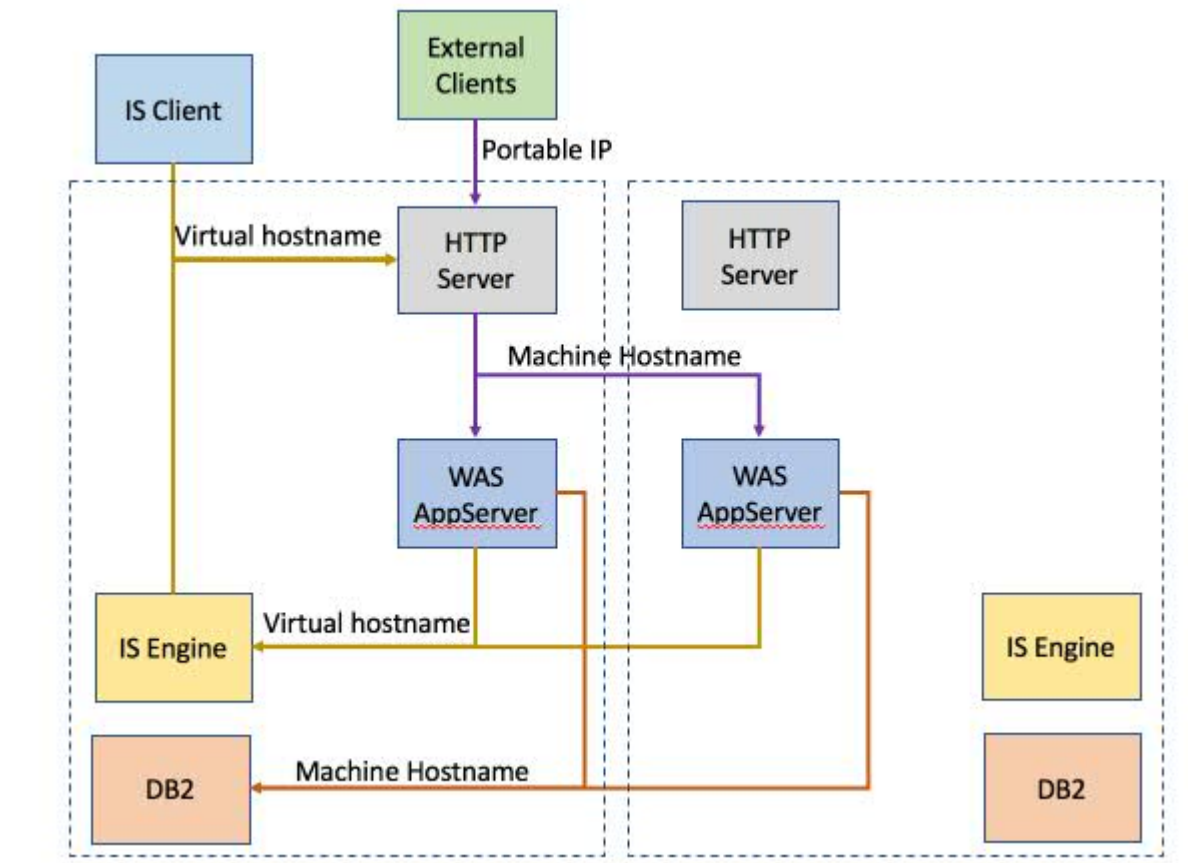 External
Clients
IS Client
Portable IP
Virtual hostname
HTTP
Server
HTTP
Server
Machine Hostname
WAS
AppServer
WAS
AppServer
Virtual hostname
IS Engine
IS Engine
Machine Hostname
DB2
DB2